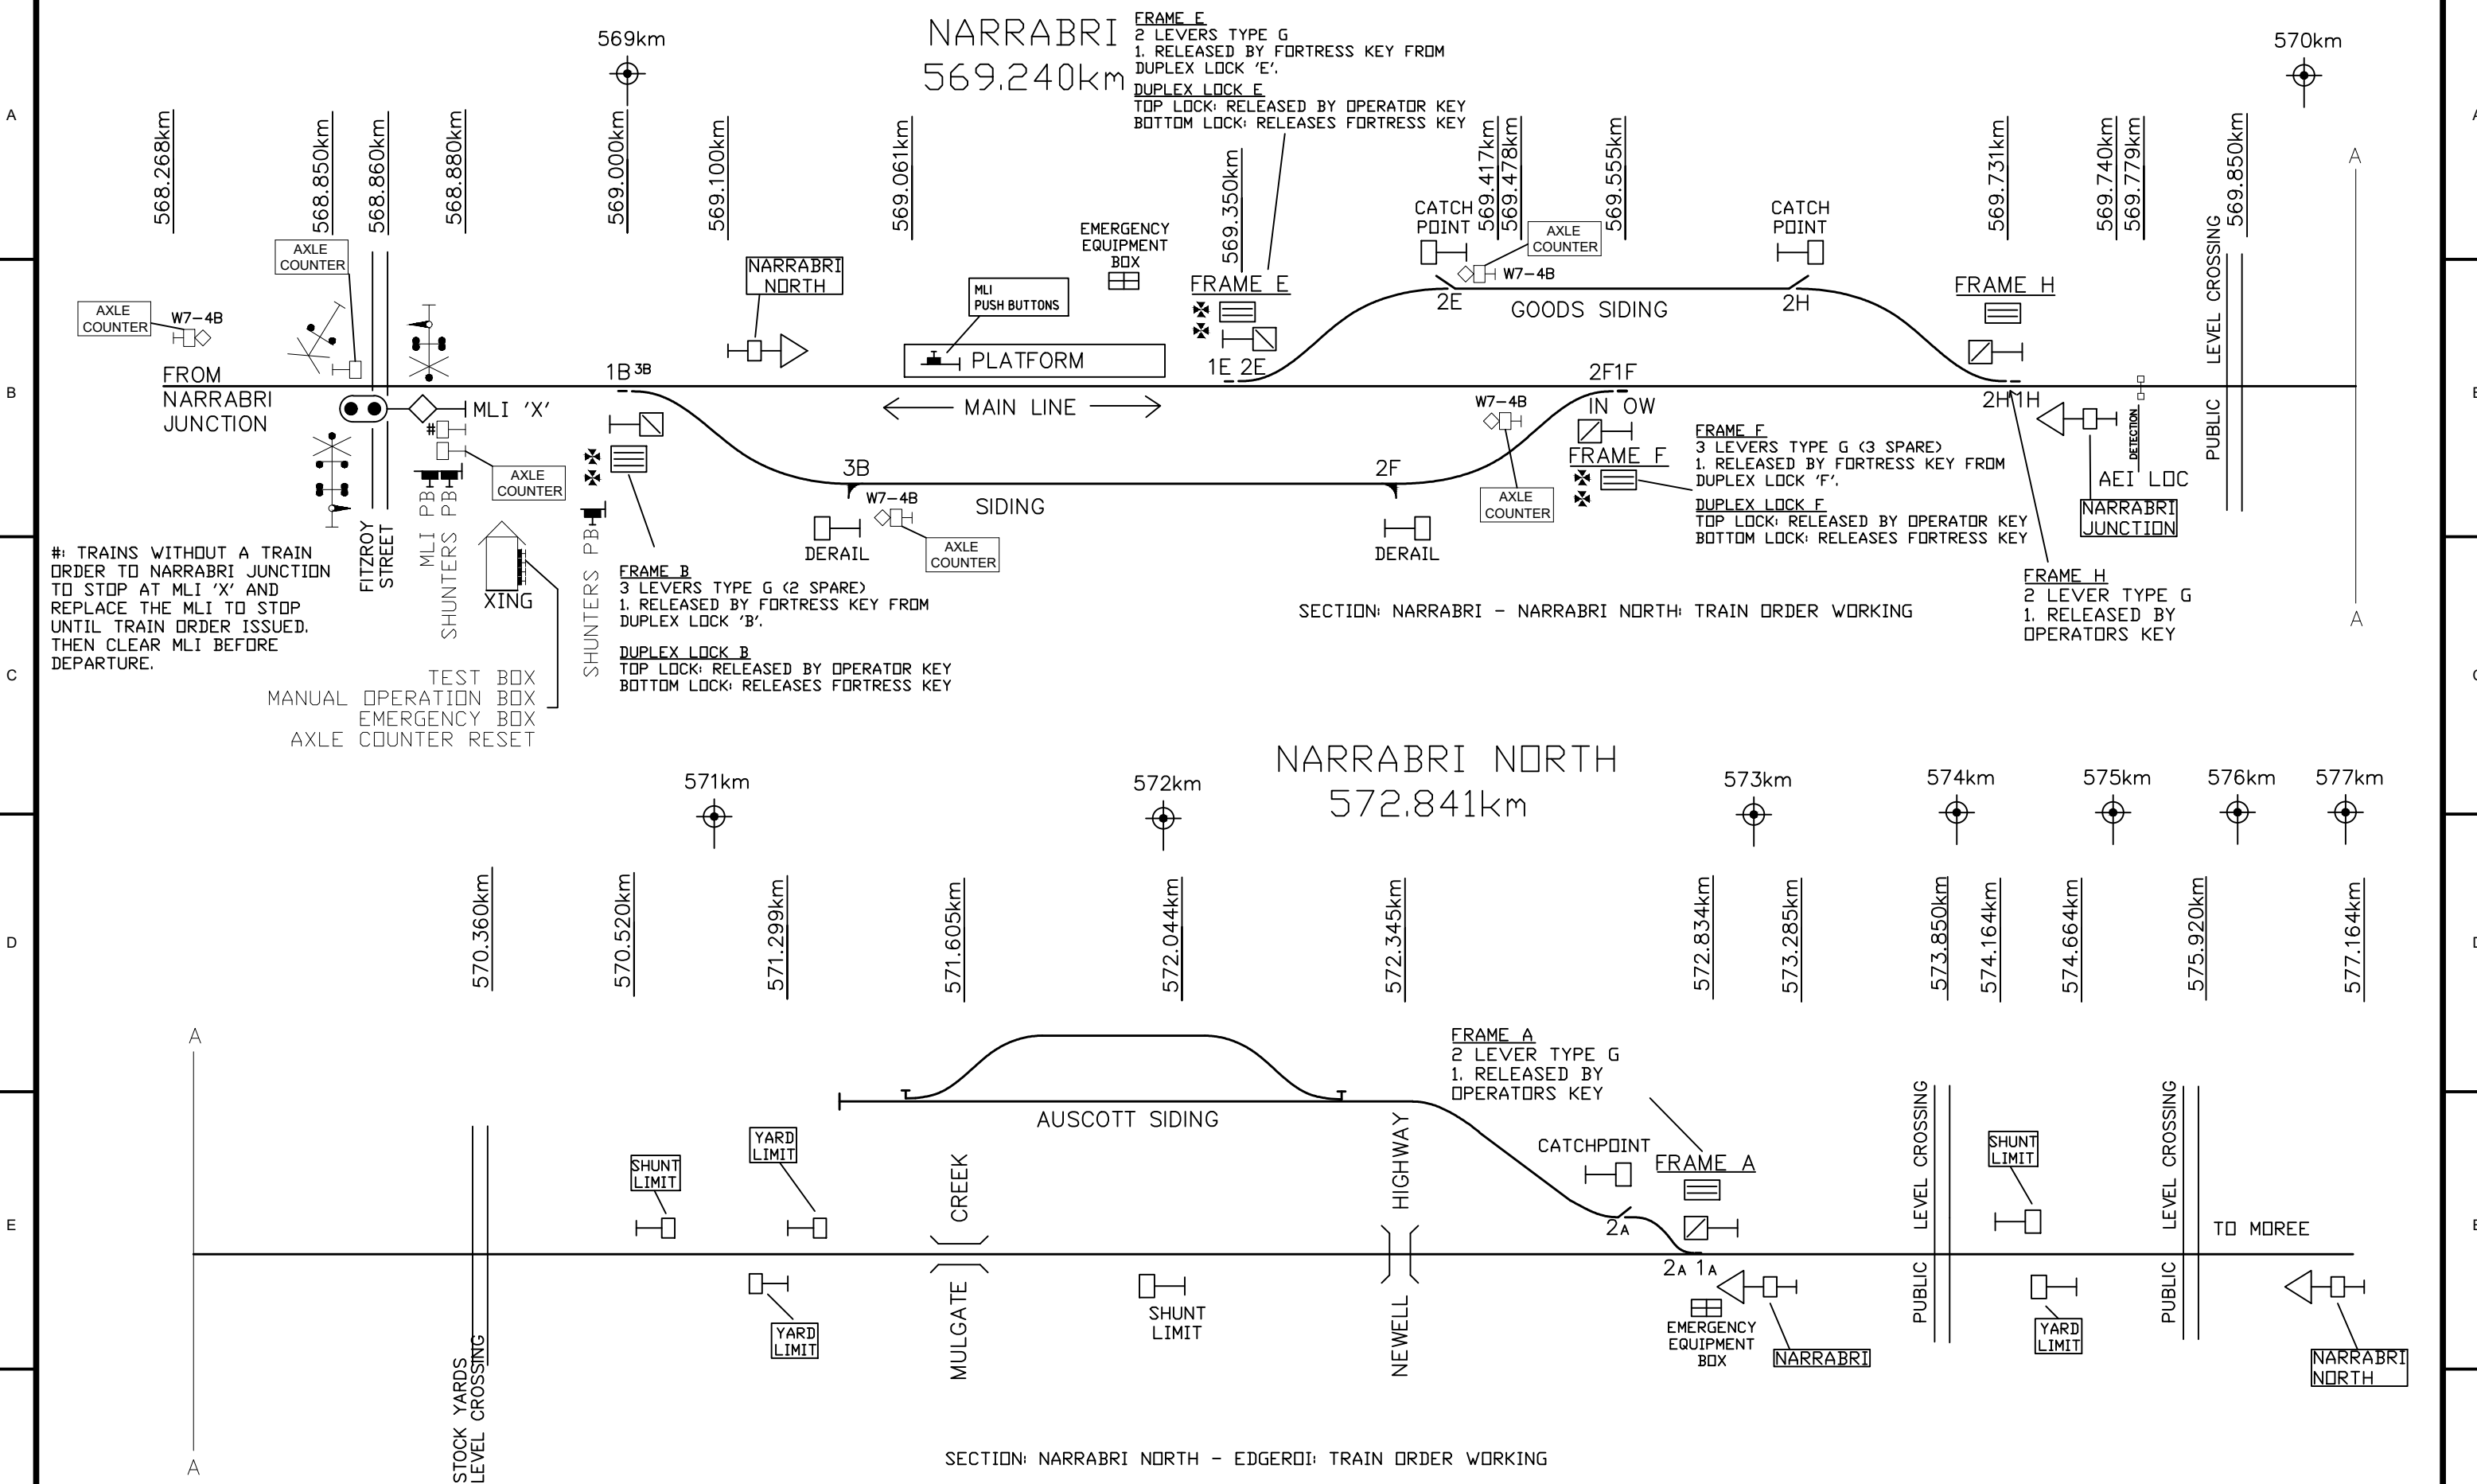 NARRABRI
569.240km
FRAME E
2 LEVERS TYPE G
1. RELEASED BY FORTRESS KEY FROM
DUPLEX LOCK 'E'.
DUPLEX LOCK E
TOP LOCK: RELEASED BY OPERATOR KEY
BOTTOM LOCK: RELEASES FORTRESS KEY
569km
570km
A
A
568.268km
568.850km
568.860km
568.880km
569.000km
569.100km
569.061km
569.350km
569.417km
569.478km
569.555km
569.731km
569.740km
569.779km
569.850km
A
AXLE
COUNTER
AXLE
COUNTER
W7-4B
NARRABRI
NORTH
MLI
PUSH BUTTONS
EMERGENCY
EQUIPMENT
BOX
FRAME E
CATCH
POINT
AXLE
COUNTER
W7-4B
CATCH
POINT
FRAME H
PUBLIC LEVEL CROSSING
2E
GOODS SIDING
2H
B
B
FROM
NARRABRI
JUNCTION
1B 3B
PLATFORM
1E 2E
2F1F
IN OW
2H1H
MLI 'X'
#
MAIN LINE
W7-4B
AXLE
COUNTER
FRAME F
FRAME F
3 LEVERS TYPE G (3 SPARE)
1. RELEASED BY FORTRESS KEY FROM
DUPLEX LOCK 'F'.
DUPLEX LOCK F
TOP LOCK: RELEASED BY OPERATOR KEY
BOTTOM LOCK: RELEASES FORTRESS KEY
DETECTION
AEI LOC
NARRABRI
JUNCTION
AXLE
COUNTER
3B
W7-4B
AXLE
COUNTER
SIDING
2F
DERAIL
DERAIL
FITZROY
STREET
MLI PB
SHUNTERS PB
XING
SHUNTERS PB
#: TRAINS WITHOUT A TRAIN
ORDER TO NARRABRI JUNCTION
TO STOP AT MLI 'X' AND
REPLACE THE MLI TO STOP
UNTIL TRAIN ORDER ISSUED.
THEN CLEAR MLI BEFORE
DEPARTURE.
FRAME B
3 LEVERS TYPE G (2 SPARE)
1. RELEASED BY FORTRESS KEY FROM
DUPLEX LOCK 'B'.
DUPLEX LOCK B
TOP LOCK: RELEASED BY OPERATOR KEY
BOTTOM LOCK: RELEASES FORTRESS KEY
SECTION: NARRABRI - NARRABRI NORTH: TRAIN ORDER WORKING
FRAME H
2 LEVER TYPE G
1. RELEASED BY
OPERATORS KEY
A
C
C
TEST BOX
MANUAL OPERATION BOX
EMERGENCY BOX
AXLE COUNTER RESET
NARRABRI NORTH
572.841km
571km
572km
573km
574km
575km
576km
577km
D
D
570.360km
570.520km
571.299km
571.605km
572.044km
572.345km
572.834km
573.285km
573.850km
574.164km
574.664km
575.920km
577.164km
A
FRAME A
2 LEVER TYPE G
1. RELEASED BY
OPERATORS KEY
AUSCOTT SIDING
SHUNT
LIMIT
YARD
LIMIT
MULGATE CREEK
NEWELL HIGHWAY
CATCHPOINT
FRAME A
PUBLIC LEVEL CROSSING
SHUNT
LIMIT
PUBLIC LEVEL CROSSING
TO MOREE
E
E
2A
2A 1A
YARD
LIMIT
SHUNT
LIMIT
EMERGENCY
EQUIPMENT
BOX
NARRABRI
YARD
LIMIT
NARRABRI
NORTH
STOCK YARDS
LEVEL CROSSING
A
SECTION: NARRABRI NORTH - EDGEROI: TRAIN ORDER WORKING